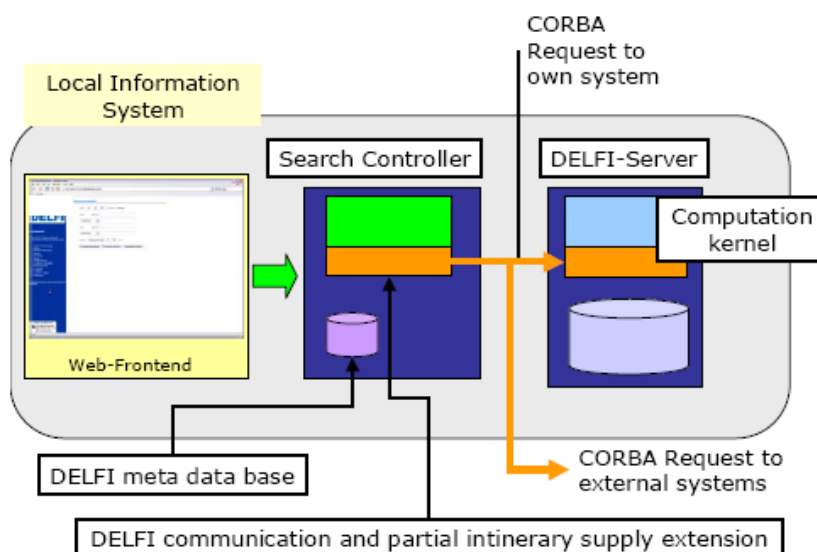 CORBA
Request to
own system
Local Information
System
Search Controller
DELFI-Server
DELFI
Computation
kernel
Web-Frontend
DELFI meta data base
CORBA Request to
external systems
DELFI communication and partial intinerary supply extension